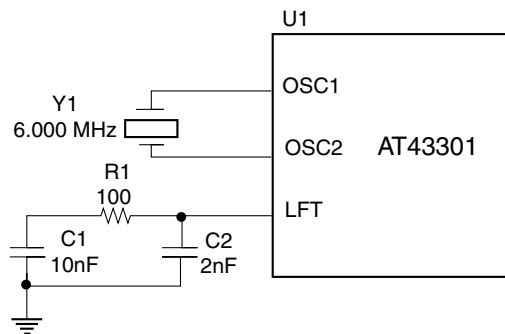 U1
OSC1
Y1
6.000 MHz
OSC2
AT43301
R1
100
LFT
C1
10nF
C2
2nF